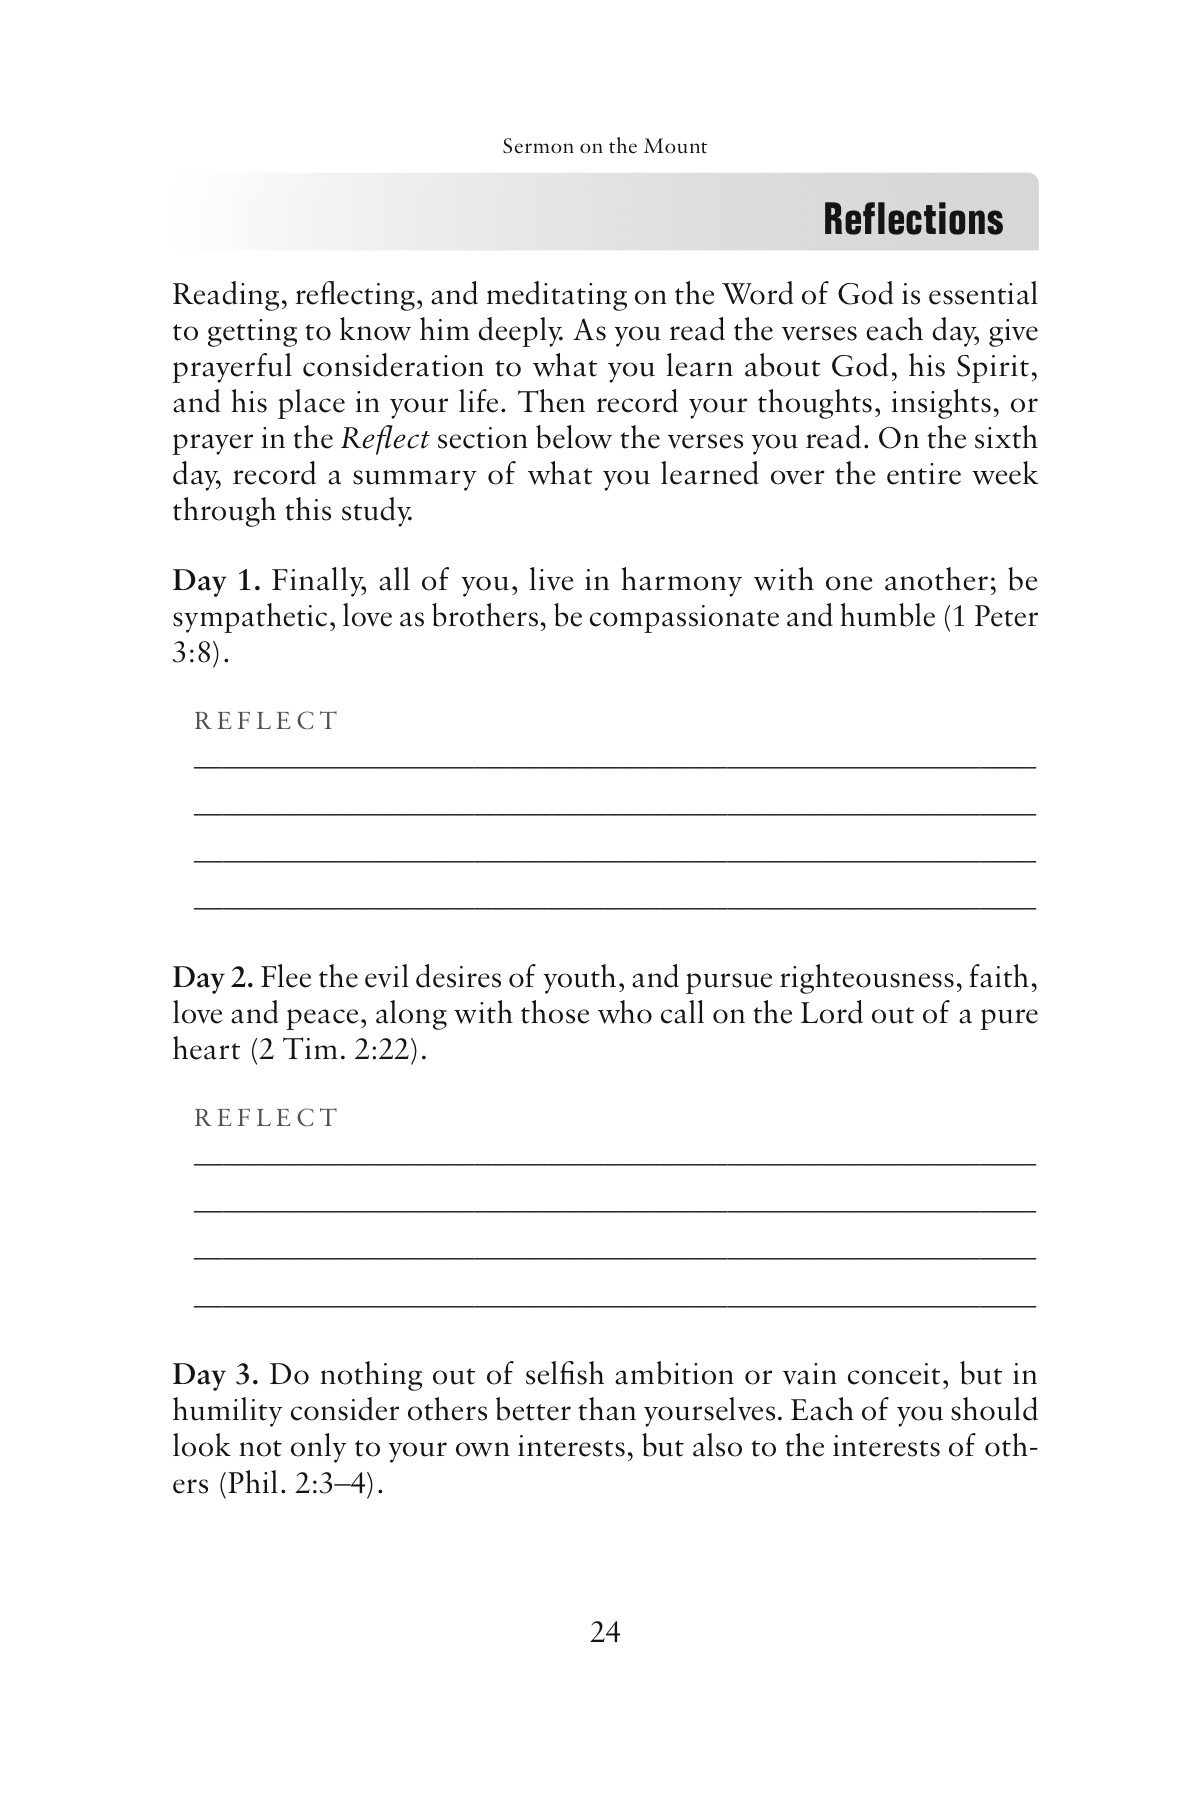 Sermon on the Mount
Reflections
Reading, reflecting, and meditating on the Word of God is essential
to getting to know him deeply. As you read the verses each day, give
prayerful consideration to what you learn about God, his Spirit,
and his place in your life. Then record your thoughts, insights, or
prayer in the Reflect section below the verses you read. On the sixth
day, record a summary of what you learned over the entire week
through this study.
Day 1. Finally, all of you, live in harmony with one another; be
sympathetic, love as brothers, be compassionate and humble (1 Peter
3:8).
REFLECT
Day 2. Flee the evil desires of youth, and pursue righteousness, faith,
love and peace, along with those who call on the Lord out of a pure
heart (2 Tim. 2:22).
REFLECT
Day 3. Do nothing out of selfish ambition or vain conceit, but in
humility consider others better than yourselves. Each of you should
look not only to your own interests, but also to the interests of oth-
ers (Phil. 2:3–4).
24